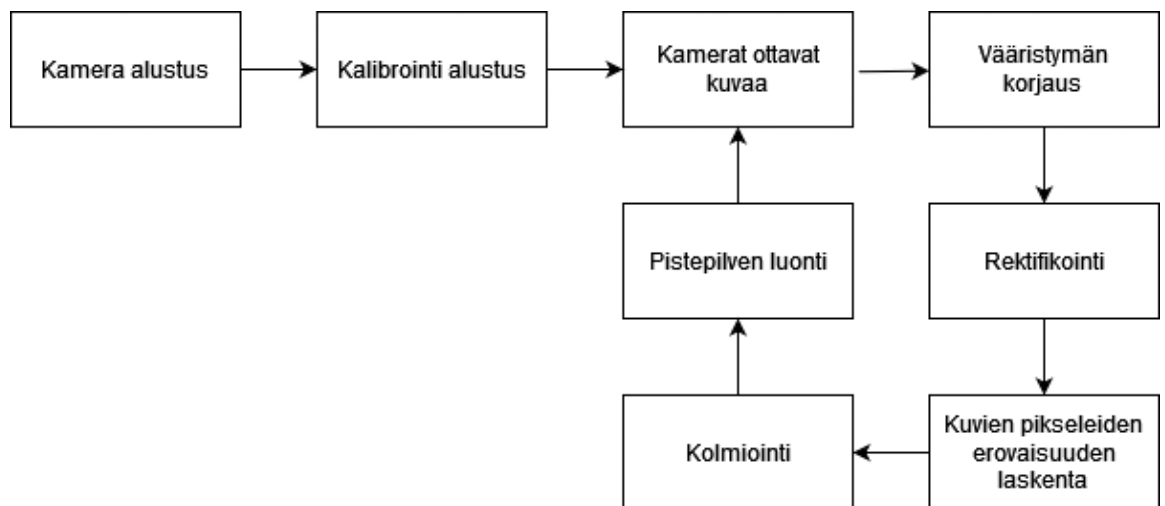 Kamera alustus
Kalibrointi alustus
Kamerat ottavat
kuvaa
Vääristymän
korjaus
Pistepilven luonti
Rektifikointi
Kolmiointi
Kuvien pikseleiden
erovaisuuden
laskenta